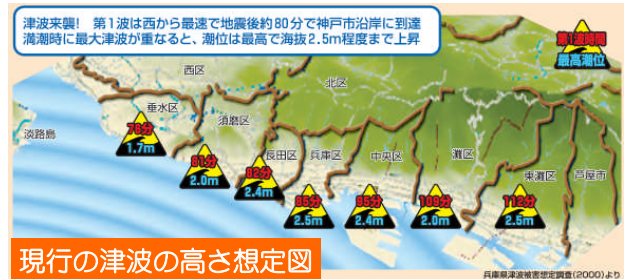 津波来襲! 第1波は西から最速で地震後約80分で神戸市沿岸に到達
満潮時に最大津波が重なると、潮位は最高で海抜2.5m程度まで上昇
第1波時間
最高潮位
西区
北区
垂水区
須磨区
淡路島
長田区
兵庫区
中央区
灘区
東灘区
芦屋市
78分
1.7m
81分
2.0m
82分
2.4m
2.5m
95分
2.4m
108分
2.0m
112分
2.5m
現行の津波の高さ想定図
兵庫県津波被害想定調査(2000)より